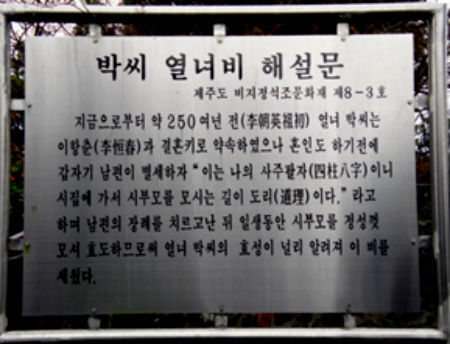 박씨 열녀비 해설문
제주도 비지정석조문화재 제8-3호
지금으로부터 약 250여년 전(李朝英祖初) 열녀 박씨는
이항춘(李恒春)과 결혼키로 약속하였으나 혼인도 하기전에
갑자기 남편이 별세하자 "이는 나의 사주팔자(四柱八字)이니
시집에 가서 시부모를 모시는 길이 도리(道理)이다." 라고
하며 남편의 장례를 치르고난 뒤 일생동안 시부모를 정성껏
모셔 효도하므로써 열녀 박씨의 효성이 널리 알려져 이 비를
세웠다.